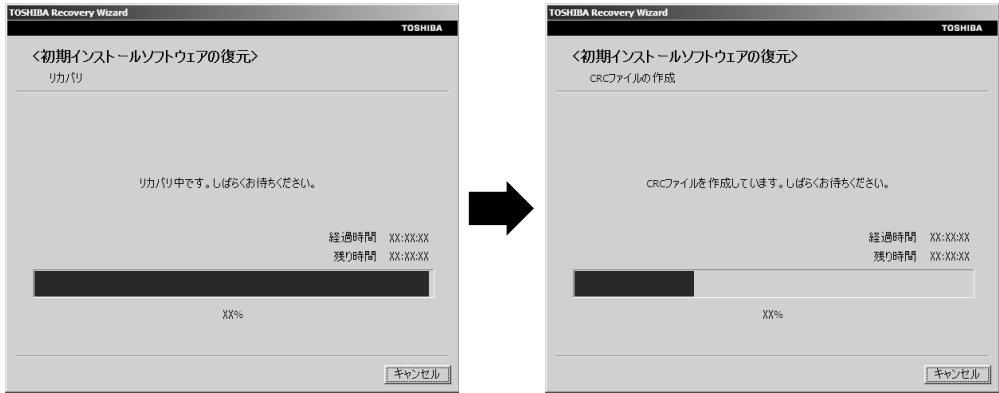 TOSHIBA Recovery Wizard
TOSHIBA
<初期インストールソフトウェアの復元>
リカバリ
リカバリ中です。しばらくお待ちください。
経過時間 XX:XX:XX
残り時間 XX:XX:XX
XX%
キャンセル
TOSHIBA Recovery Wizard
TOSHIBA
<初期インストールソフトウェアの復元>
CRCファイルの作成
CRCファイルを作成しています。しばらくお待ちください。
経過時間 XX:XX:XX
残り時間 XX:XX:XX
XX%
キャンセル